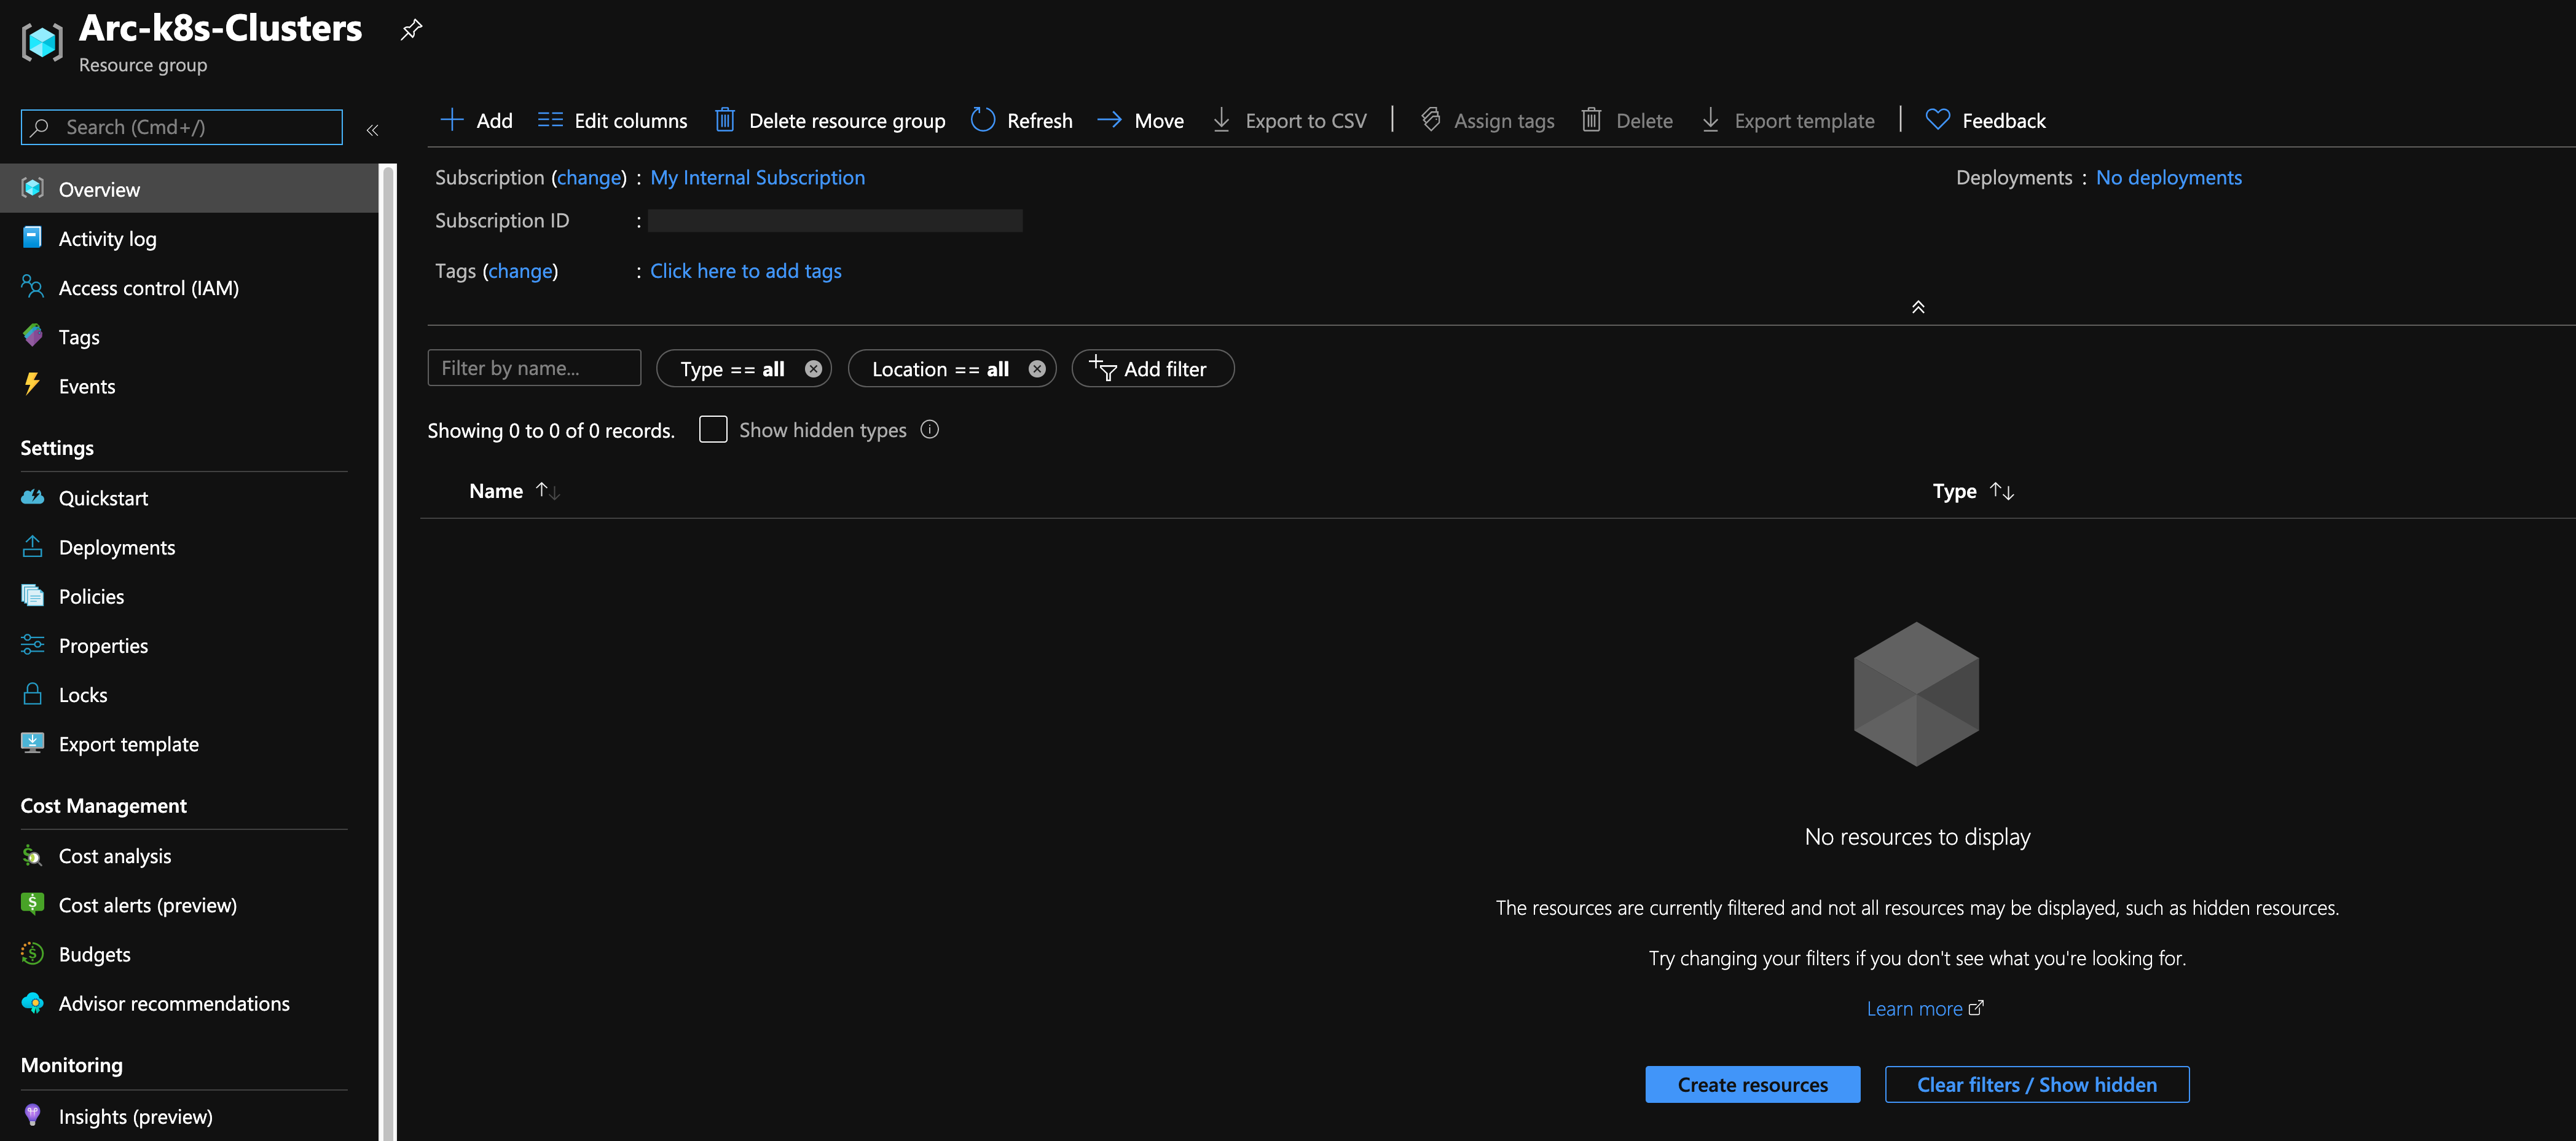 Arc-k8s-Clusters
Resource group
Search (Cmd+/)
«
Overview
Activity log
Access control (IAM)
Tags
Events
Settings
Quickstart
Deployments
Policies
Properties
Locks
Export template
Cost Management
Cost analysis
Cost alerts (preview)
Budgets
Advisor recommendations
Monitoring
Insights (preview)
Add Edit columns Delete resource group Refresh Move Export to CSV | Assign tags Delete Export template | Feedback
Subscription (change) : My Internal Subscription Deployments : No deployments
Subscription ID :
Tags (change) : Click here to add tags
Filter by name... Type == all Location == all Add filter
Showing 0 to 0 of 0 records. Show hidden types
Name Type
No resources to display
The resources are currently filtered and not all resources may be displayed, such as hidden resources.
Try changing your filters if you don't see what you're looking for.
Learn more
Create resources Clear filters / Show hidden